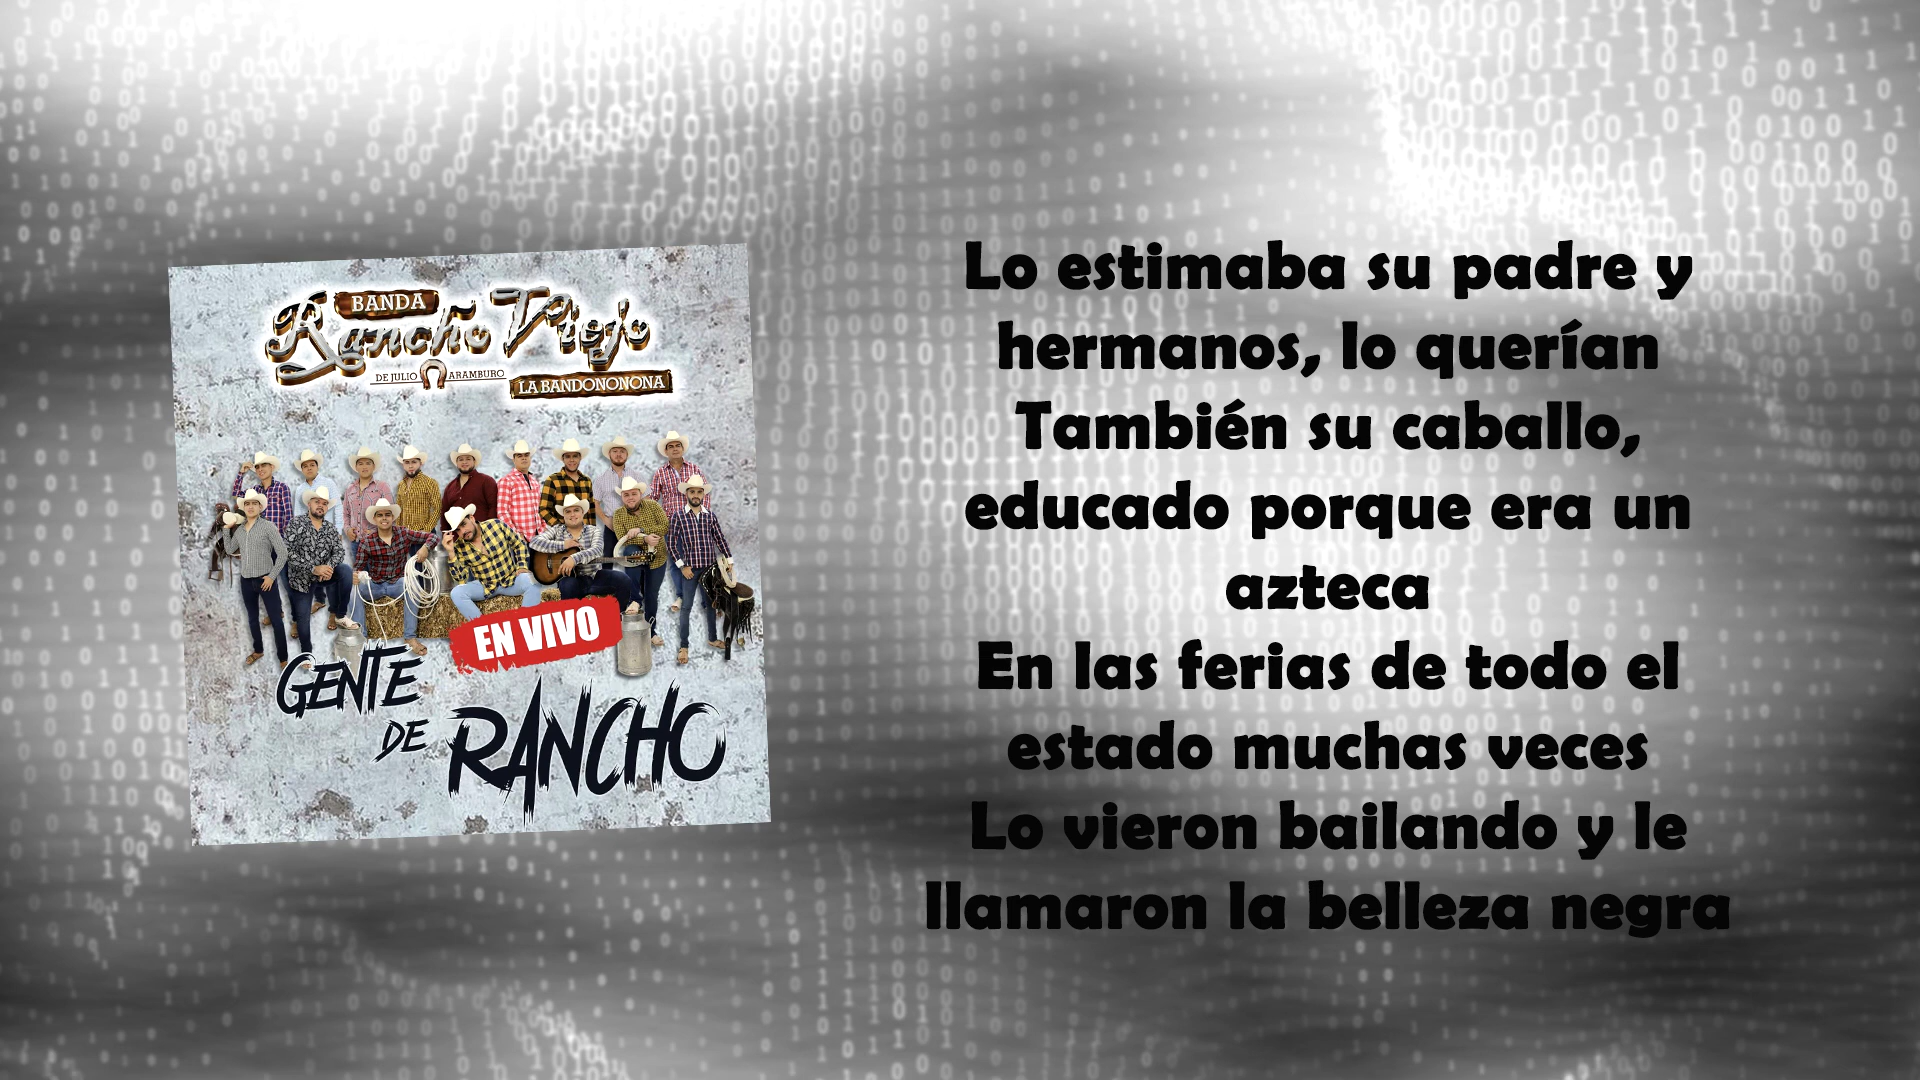 BANDA
Rancho Viejo
DE JULIO ARAMBURO
LA BANDONONONA
EN VIVO
GENTE
DE RANCHO
Lo estimaba su padre y
hermanos, lo querían
También su caballo,
educado porque era un
azteca
En las ferias de todo el
estado muchas veces
Lo vieron bailando y le
llamaron la belleza negra